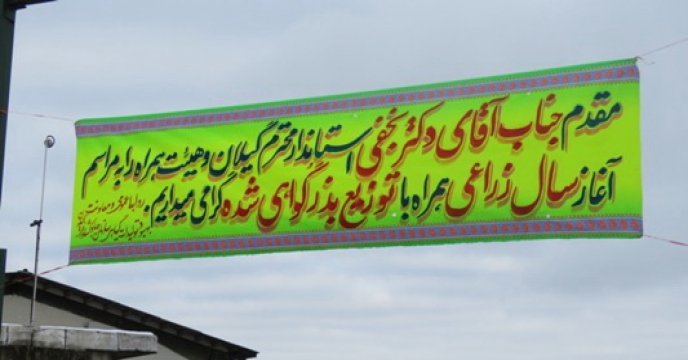 مقدم جناب آقای دکتر نجفی استاندار محترم گیلان و هیئت همراه را به مراسم
آغاز سال زراعی همراه با توزیع بذر گواهی شده گرامی میداریم.